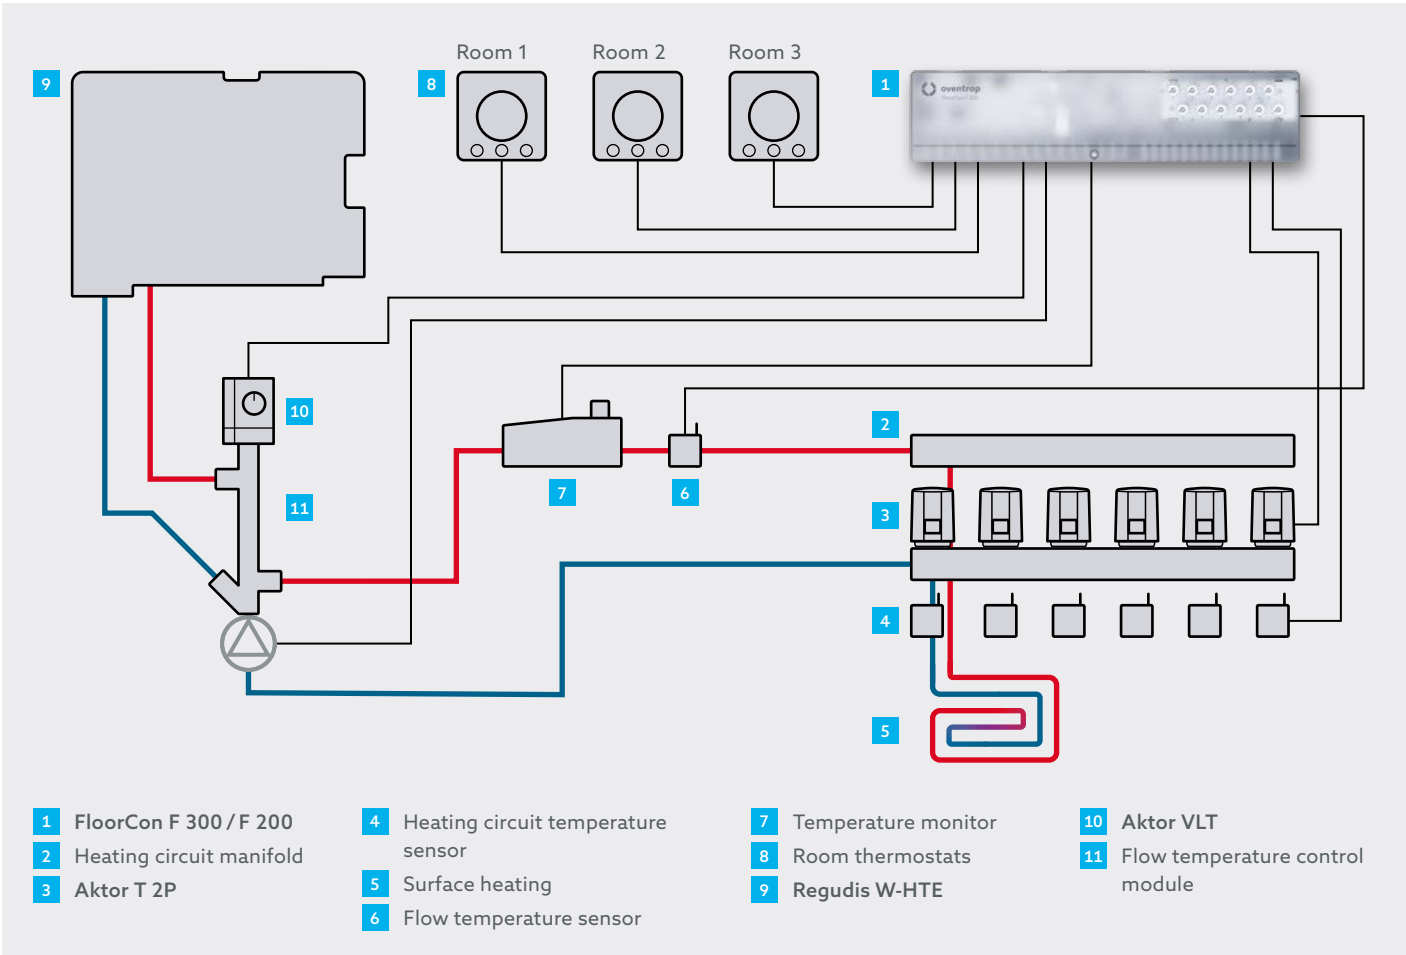 Room 1
Room 2
Room 3
9
8
1
oventrop
10
2
7
6
11
3
4
5
1 FloorCon F 300 / F 200
2 Heating circuit manifold
3 Aktor T 2P
4 Heating circuit temperature
sensor
5 Surface heating
6 Flow temperature sensor
7 Temperature monitor
8 Room thermostats
9 Regudis W-HTE
10 Aktor VLT
11 Flow temperature control
module